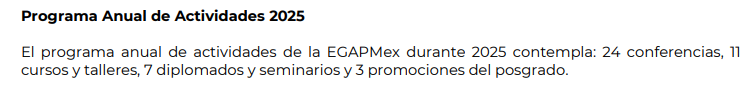 Programa Anual de Actividades 2025
El programa anual de actividades de la EGAPMex durante 2025 contempla: 24 conferencias, 11
cursos y talleres, 7 diplomados y seminarios y 3 promociones del posgrado.